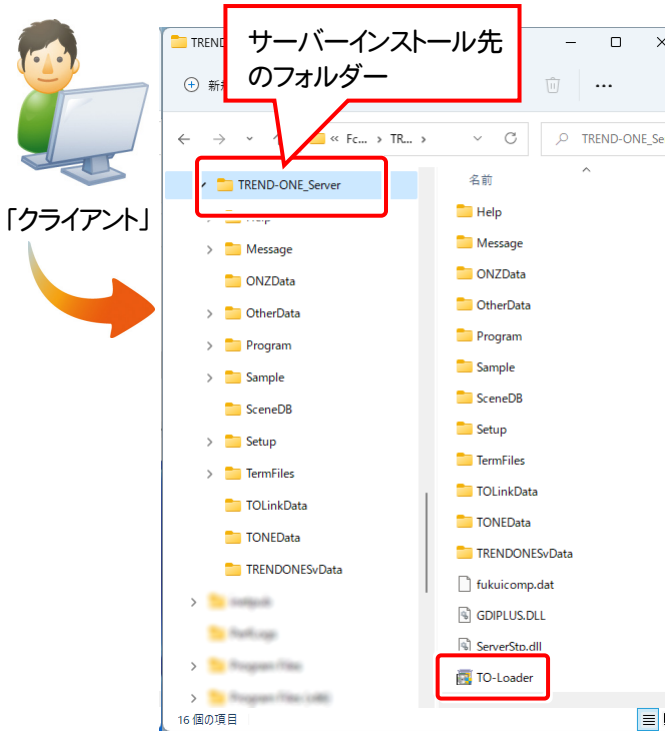 サーバーインストール先
のフォルダー
TREND
新
« Fc... › TR... ›
TREND-ONE_Se
「クライアント」
TREND-ONE_Server
Help
Message
ONZData
OtherData
Program
Sample
SceneDB
Setup
TermFiles
TOLinkData
TONEData
TRENDONESvData
名前
Help
Message
ONZData
OtherData
Program
Sample
SceneDB
Setup
TermFiles
TOLinkData
TONEData
TRENDONESvData
fukuicomp.dat
GDIPLUS.DLL
ServerStp.dll
TO-Loader
16 個の項目